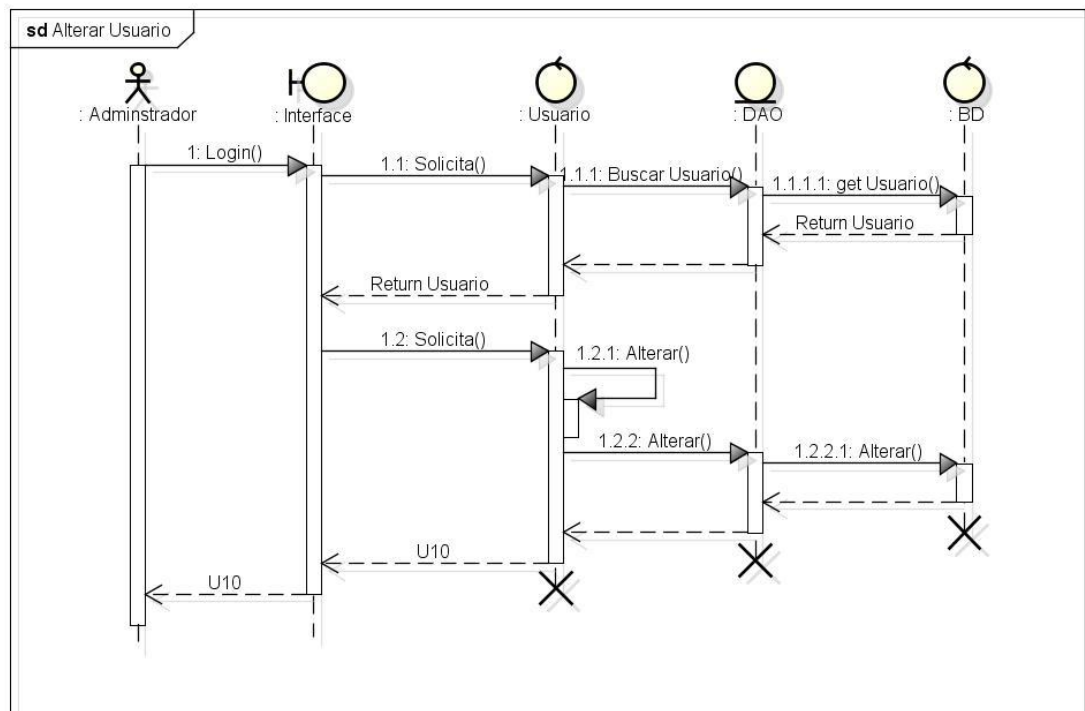 sd Alterar Usuario
: Adminstrador
: Interface
: Usuario
: DAO
: BD
1: Login()
1.1: Solicita()
1.1.1: Buscar Usuario()
1.1.1.1: get Usuario()
Return Usuario
Return Usuario
1.2: Solicita()
1.2.1: Alterar()
1.2.2: Alterar()
1.2.2.1: Alterar()
U10
U10